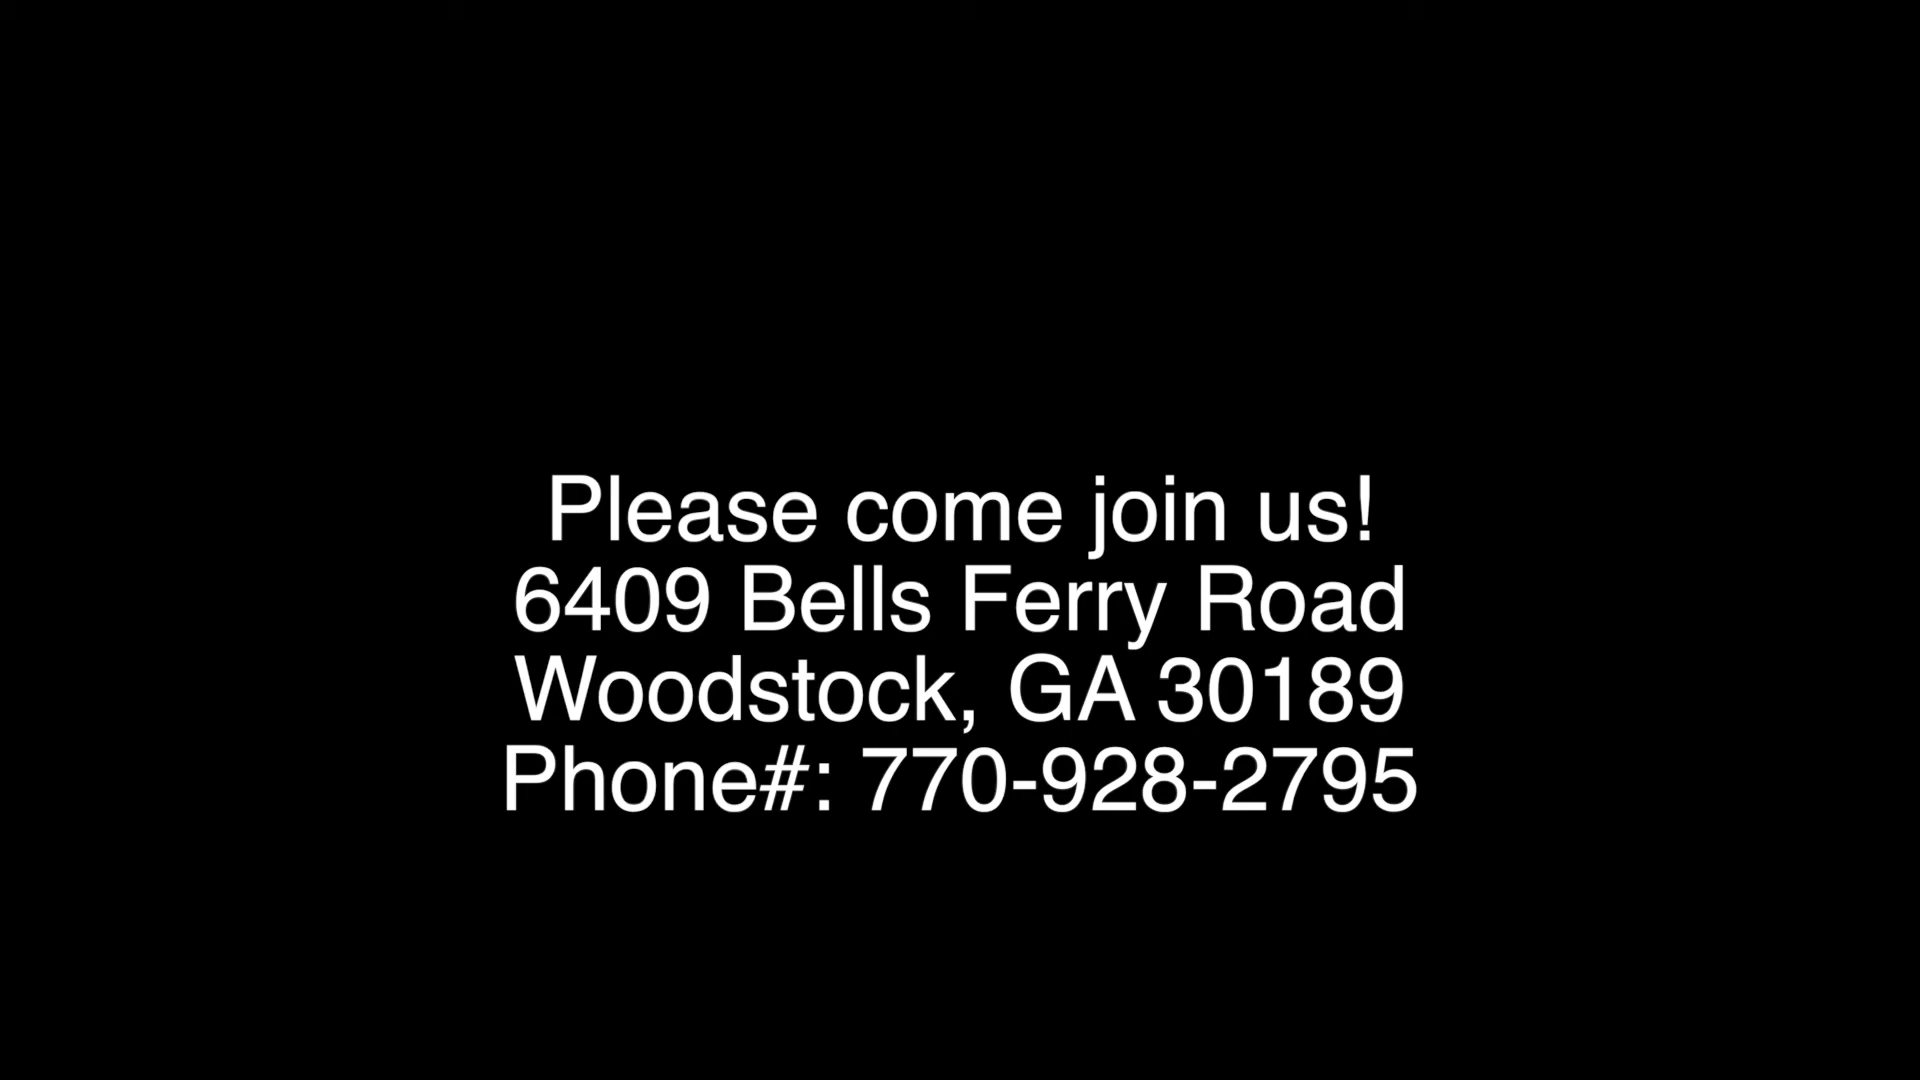 Please come join us!
6409 Bells Ferry Road
Woodstock, GA 30189
Phone#: 770-928-2795